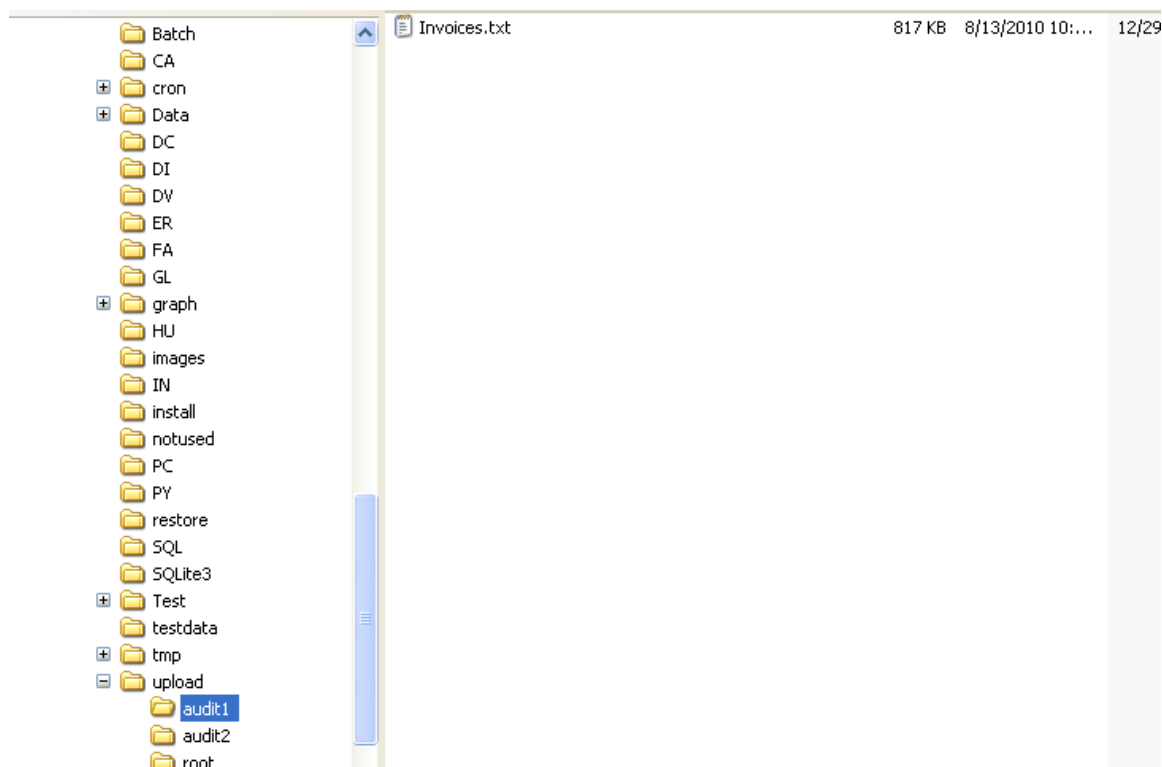 Batch
CA
cron
Data
DC
DI
DV
ER
FA
GL
graph
HU
images
IN
install
notused
PC
PY
restore
SQL
SQLite3
Test
testdata
tmp
upload
audit1
audit2
root
Invoices.txt 817 KB 8/13/2010 10:... 12/29